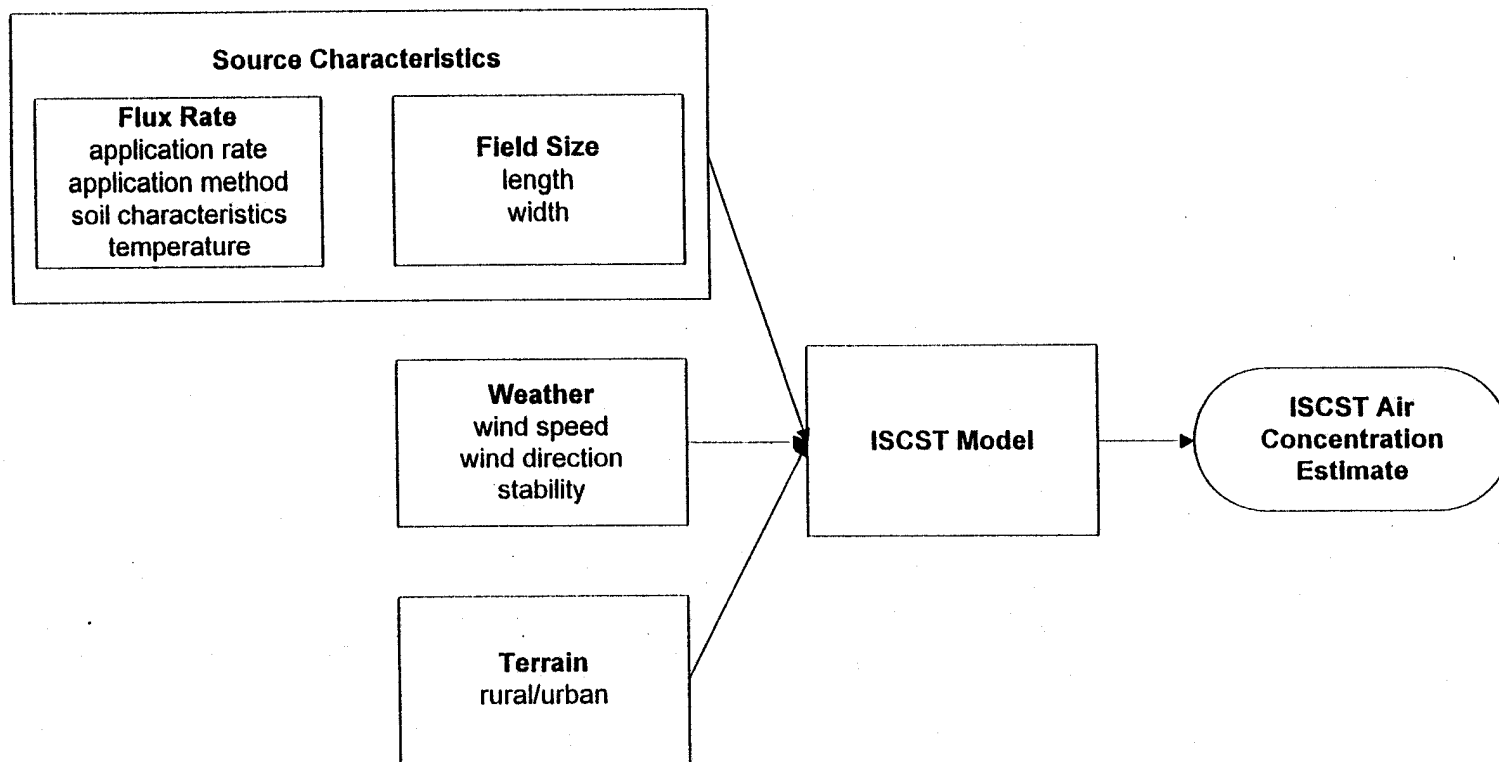 Source Characteristics
Flux Rate
application rate
application method
soil characteristics
temperature
Field Size
length
width
Weather
wind speed
wind direction
stability
Terrain
rural/urban
ISCST Model
ISCST Air
Concentration
Estimate